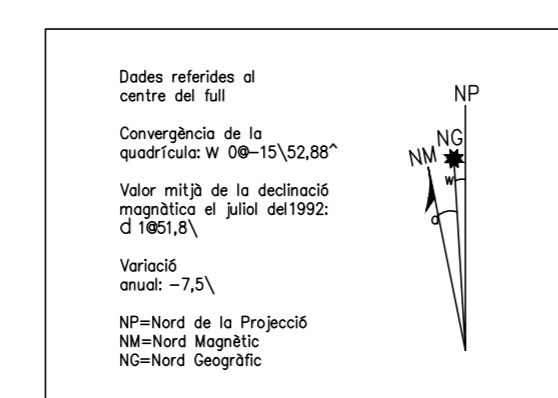 Dades referides al
centre del full
Convergència de la
quadrícula: W 0@-15\52,88^
Valor mitjà de la declinació
magnàtica el juliol del1992:
d 1@51,8\
Variació
anual: -7,5\
NP=Nord de la Projecció
NM=Nord Magnètic
NG=Nord Geogràfic
NP
NG
NM
w
d